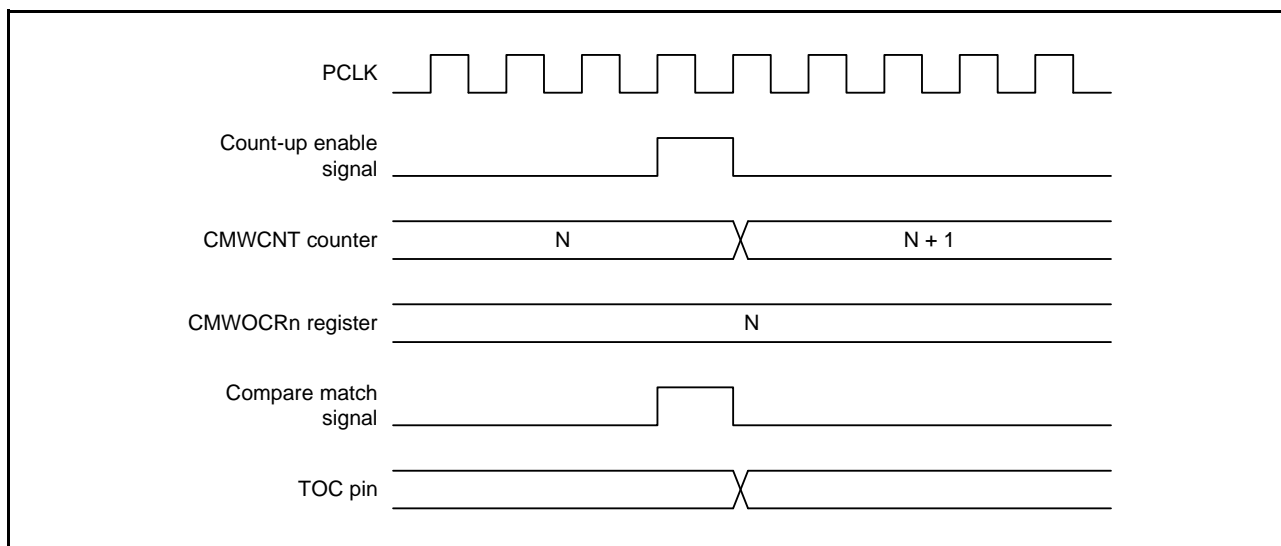 PCLK
Count-up enable
signal
CMWCNT counter
N
N + 1
CMWOCRn register
N
Compare match
signal
TOC pin